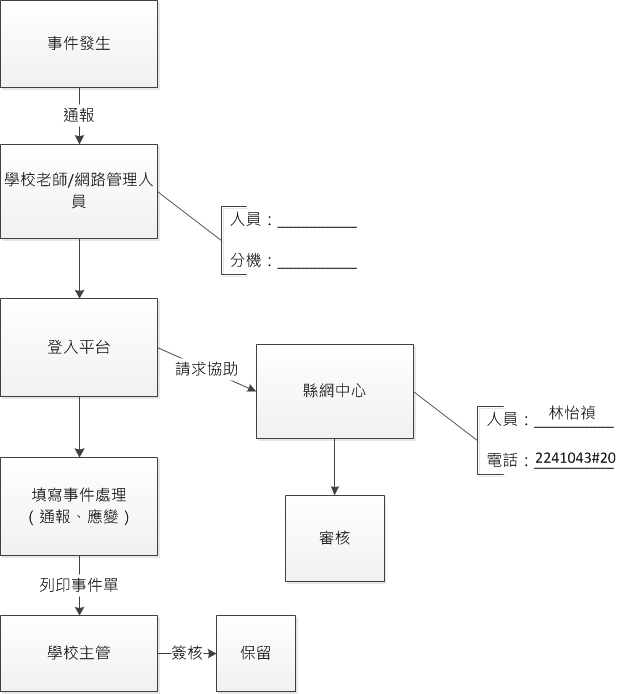 事件發生
通報
學校老師/網路管理人
員
人員：__________
分機：__________
登入平台
請求協助
縣網中心
人員：林怡禎
電話：2241043#20
填寫事件處理
（通報、應變）
審核
列印事件單
學校主管
簽核
保留